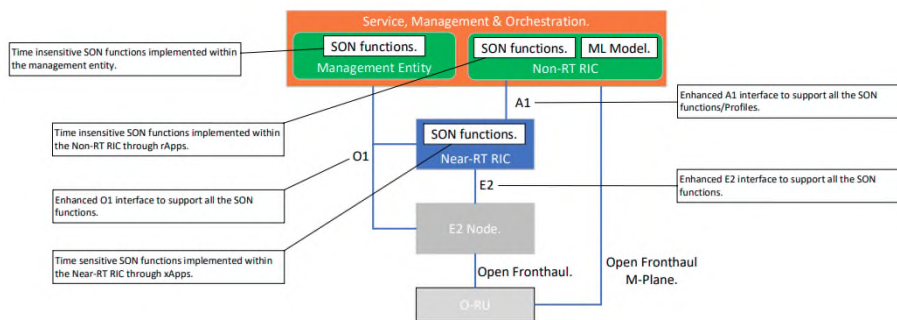 Service, Management & Orchestration.
SON functions.
Management Entity
SON functions.
ML Model.
Non-RT RIC
Time insensitive SON functions implemented within
the management entity.
A1
Enhanced A1 interface to support all the SON
functions/Profiles.
Time insensitive SON functions implemented within
the Non-RT RIC through rApps.
SON functions.
Near-RT RIC
O1
E2
Enhanced E2 interface to support all the SON
functions.
Enhanced O1 interface to support all the SON
functions.
E2 Node.
Time sensitive SON functions implemented within
the Near-RT RIC through xApps.
Open Fronthaul.
Open Fronthaul
M-Plane.
O-RU